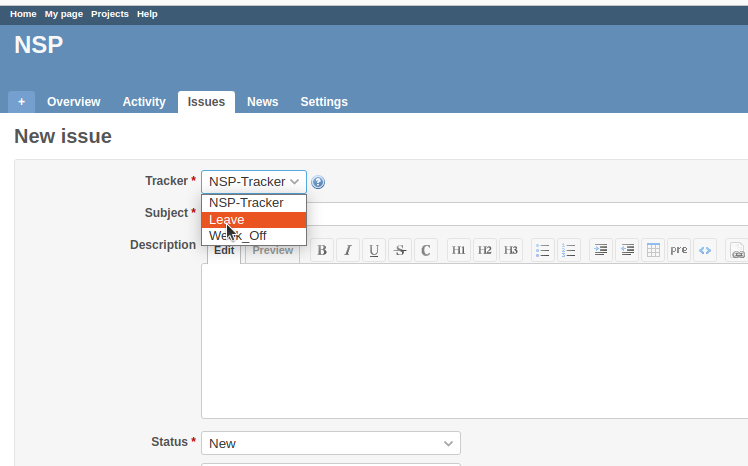 Home My page Projects Help
NSP
+ Overview Activity Issues News Settings
New issue
Tracker * NSP-Tracker
NSP-Tracker
Subject *
Leave
Description
Edit Preview B I U S C H1 H2 H3 pre <>
Status * New